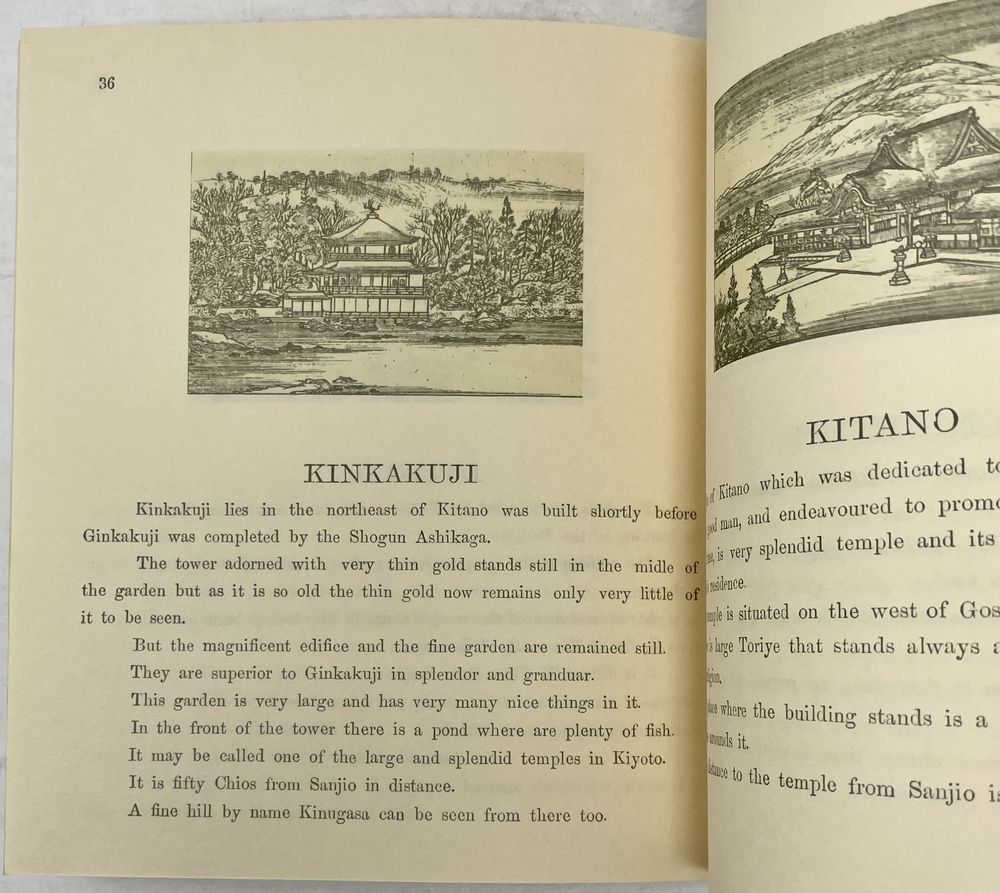 36
KINKAKUJI
Kinkakuji lies in the northeast of Kitano was built shortly before
Ginkakuji was completed by the Shogun Ashikaga.
The tower adorned with very thin gold stands still in the midle of
the garden but as it is so old the thin gold now remains only very little of
it to be seen.
But the magnificent edifice and the fine garden are remained still.
They are superior to Ginkakuji in splendor and granduar.
This garden is very large and has very many nice things in it.
In the front of the tower there is a pond where are plenty of fish.
It may be called one of the large and splendid temples in Kiyoto.
It is fifty Chios from Sanjio in distance.
A fine hill by name Kinugasa can be seen from there too.
KITANO
of Kitano which was dedicated to
good man, and endeavoured to promo
is very splendid temple and its
residence.
is situated on the west of Gos
is large Toriye that stands always a
where the building stands is a
it.
to the temple from Sanjio is